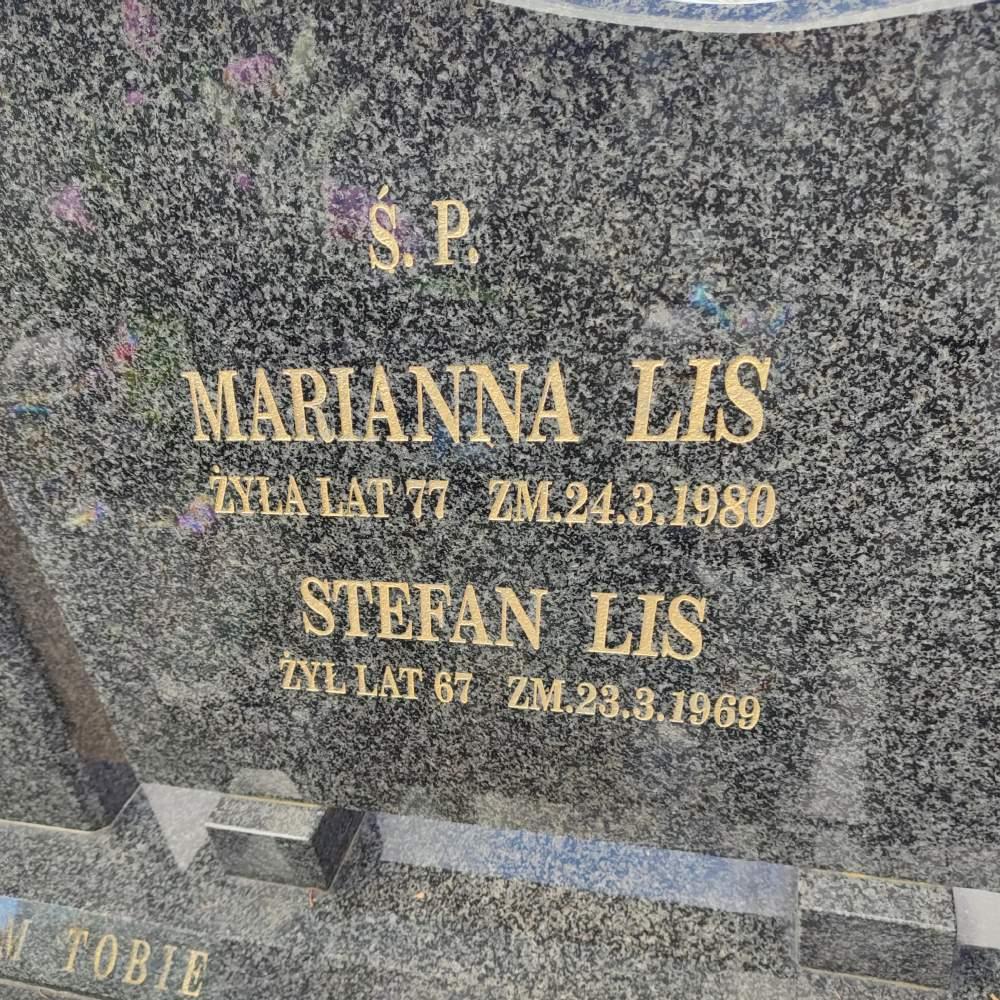 Ś. P.
MARIANNA LIS
ŻYŁA LAT 77 ZM.24.3.1980
STEFAN LIS
ŻYŁ LAT 67 ZM.23.3.1969
TOBIE